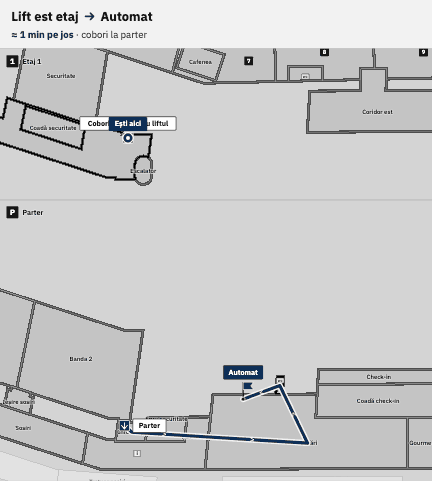 Lift est etaj → Automat
≈ 1 min pe jos · cobori la parter
1 Etaj 1
Securitate
Cafenea
7
8
9
Coridor est
Coadă securitate
Ești aici
liftul
Escalator
P Parter
Banda 2
Sosiri
Automat
Parter
Check-in
Coadă check-in
Gourme